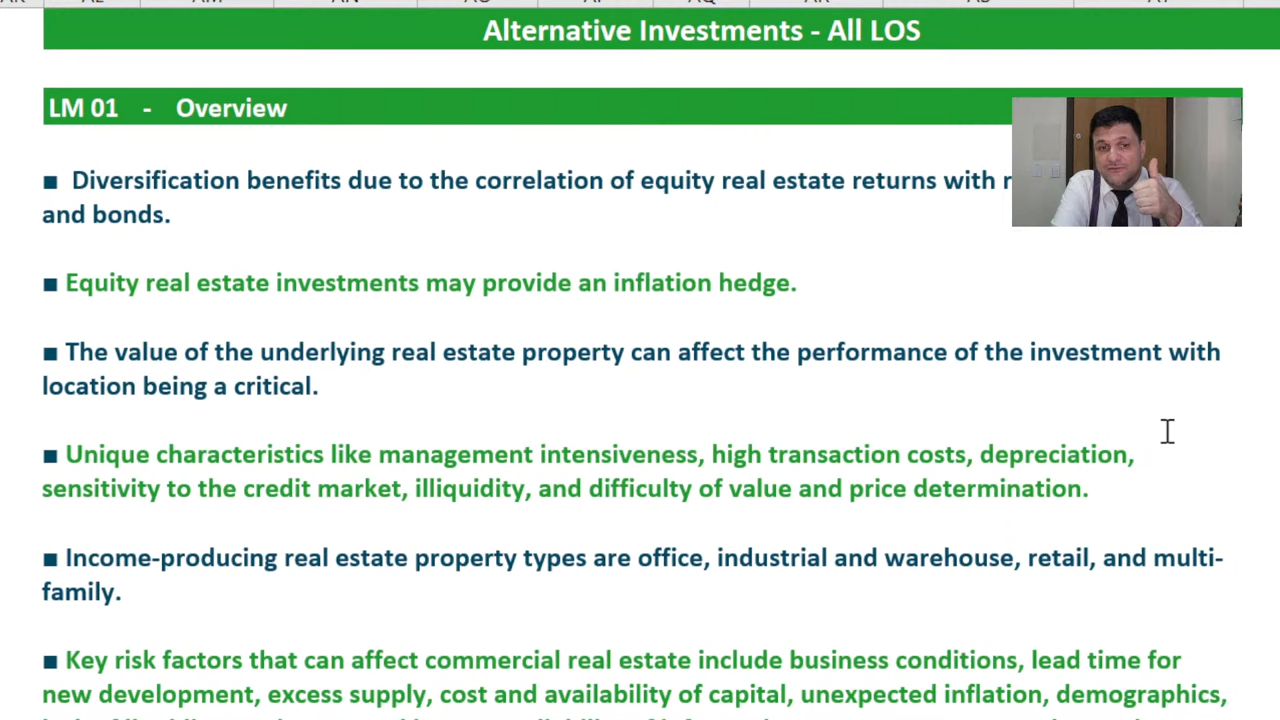 Alternative Investments - All LOS
LM 01 - Overview
■ Diversification benefits due to the correlation of equity real estate returns with
and bonds.
■ Equity real estate investments may provide an inflation hedge.
■ The value of the underlying real estate property can affect the performance of the investment with
location being a critical.
■ Unique characteristics like management intensiveness, high transaction costs, depreciation,
sensitivity to the credit market, illiquidity, and difficulty of value and price determination.
■ Income-producing real estate property types are office, industrial and warehouse, retail, and multi-
family.
■ Key risk factors that can affect commercial real estate include business conditions, lead time for
new development, excess supply, cost and availability of capital, unexpected inflation, demographics,